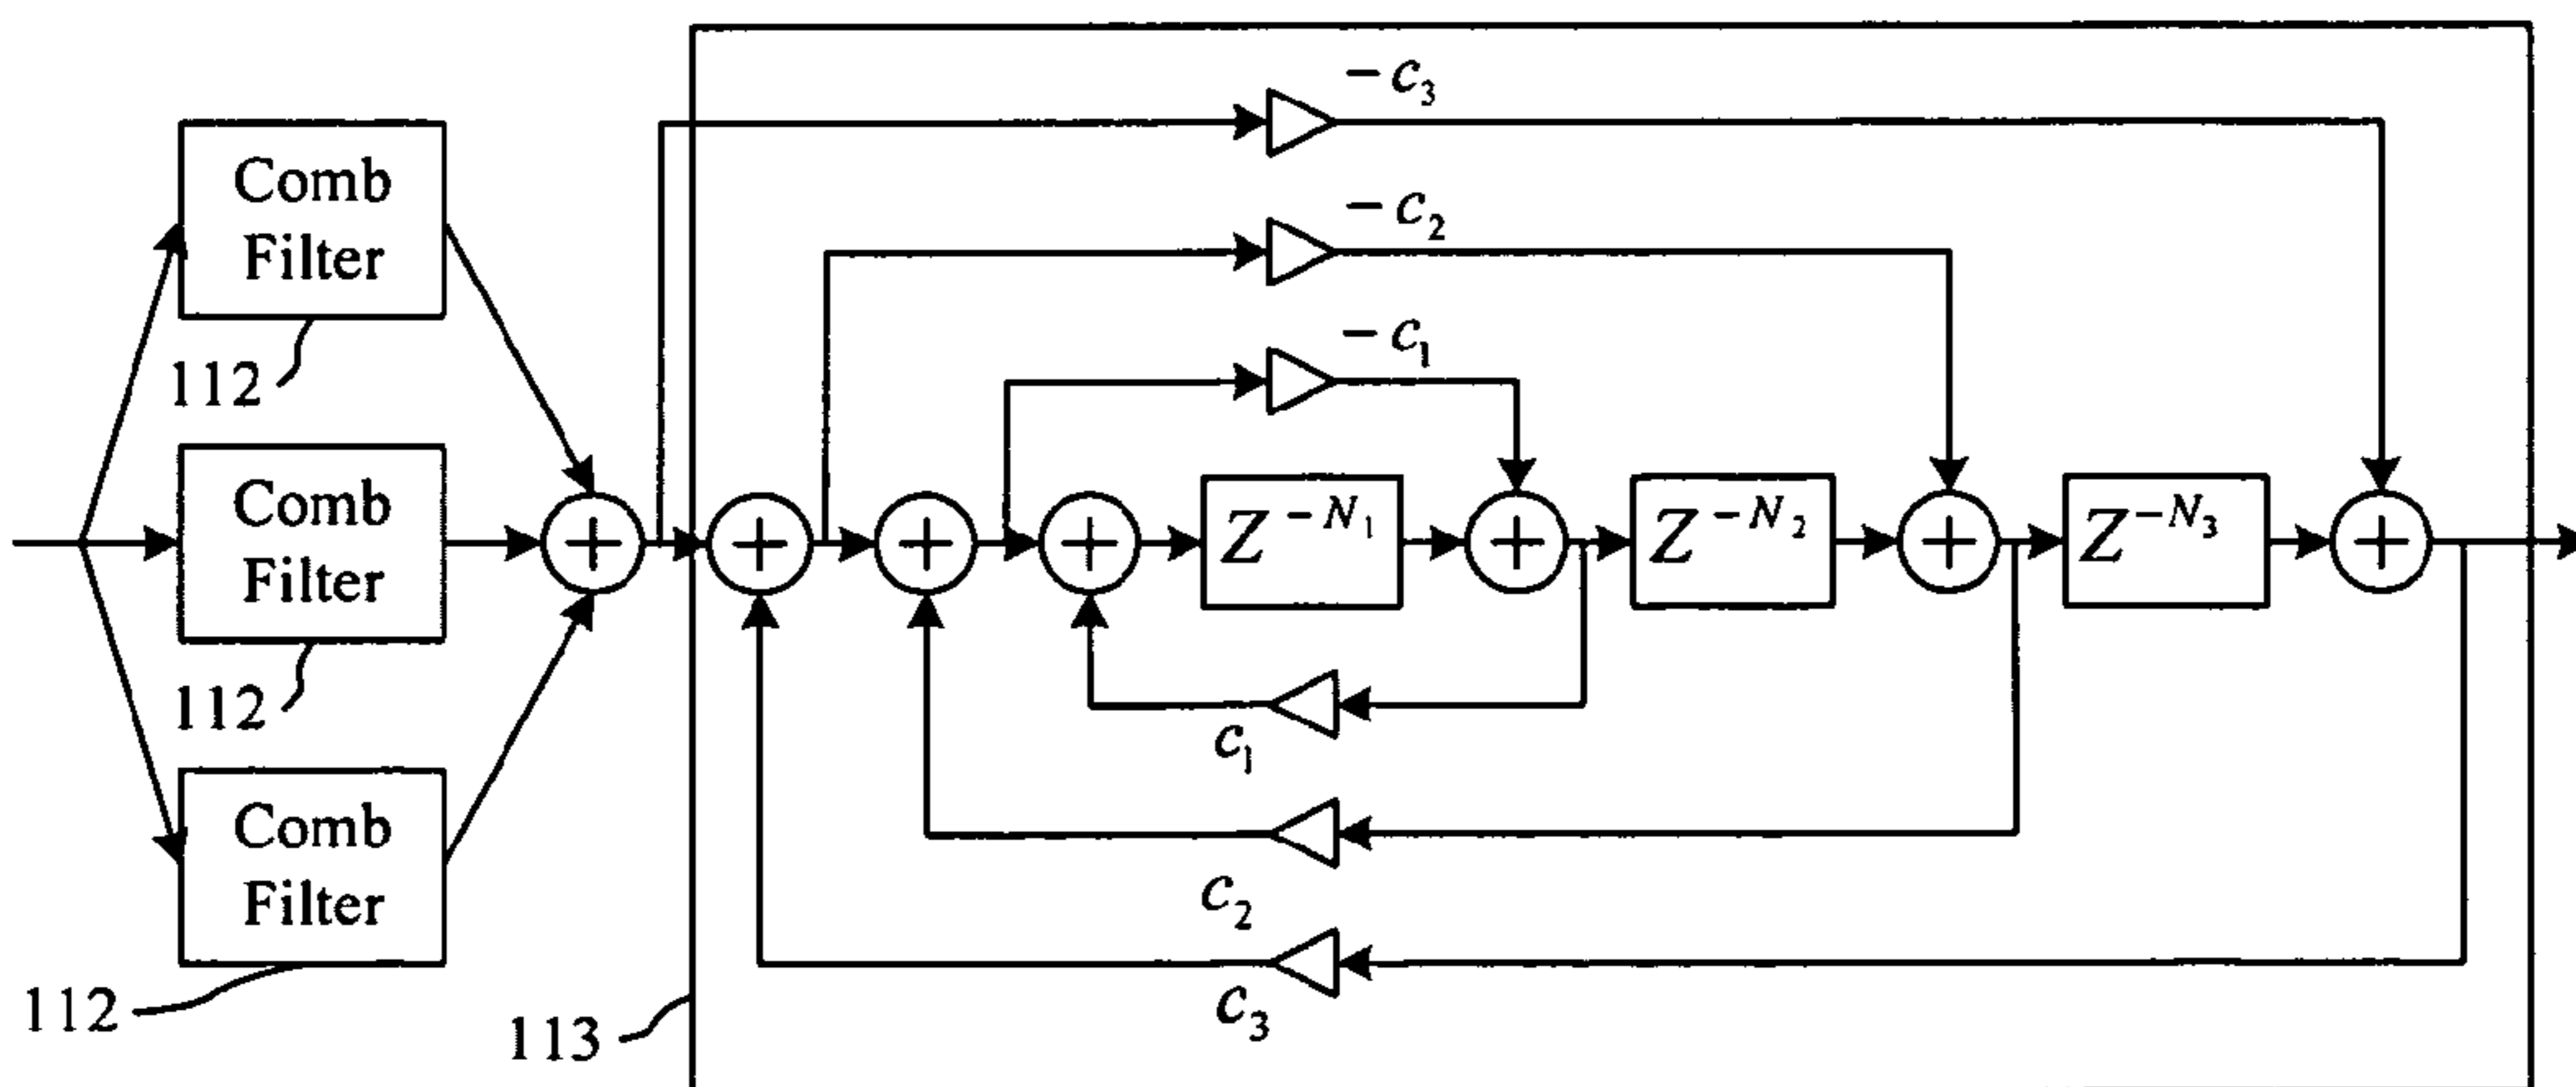 Comb
Filter
112
Comb
Filter
112
Comb
Filter
112
113
-c₃
-c₂
-c₁
Z^{-N₁}
Z^{-N₂}
Z^{-N₃}
c₁
c₂
c₃